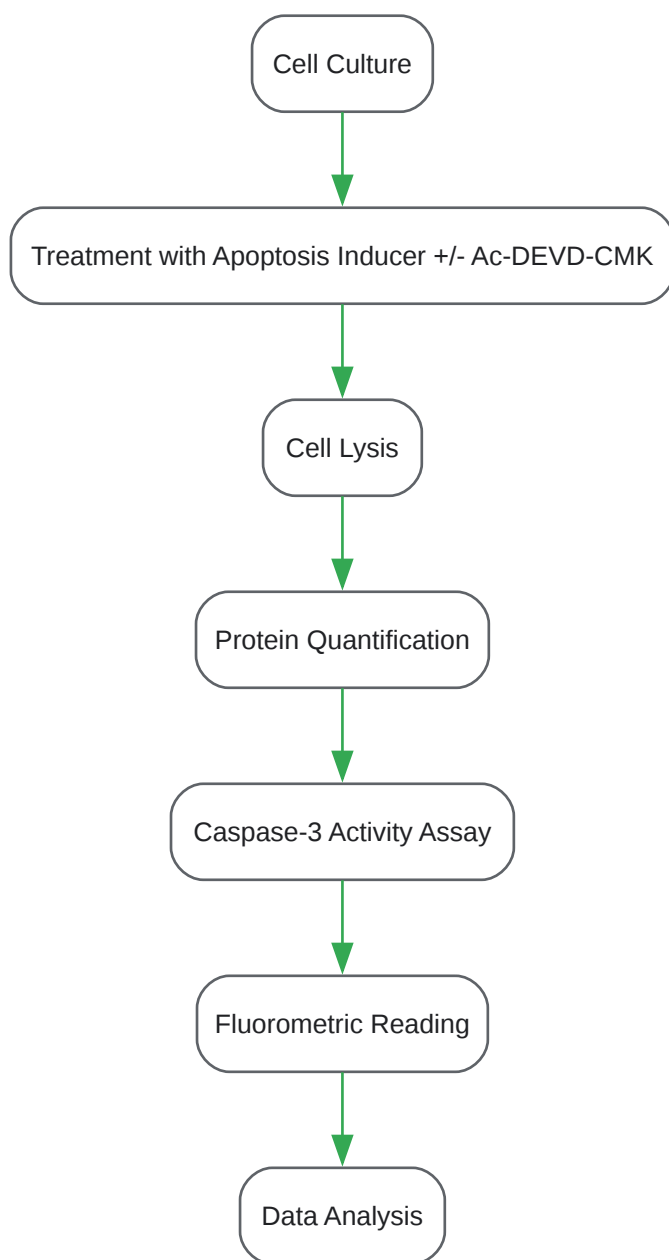 Cell Culture
Treatment with Apoptosis Inducer +/- Ac-DEVD-CMK
Cell Lysis
Protein Quantification
Caspase-3 Activity Assay
Fluorometric Reading
Data Analysis